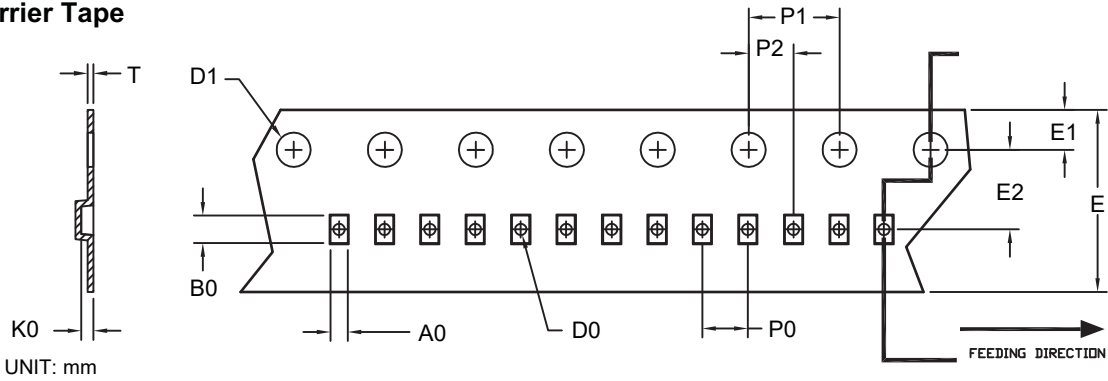 rrier Tape
P1
P2
T
D1
E1
E2
E
B0
K0
A0
D0
P0
FEEDING DIRECTION
UNIT: mm